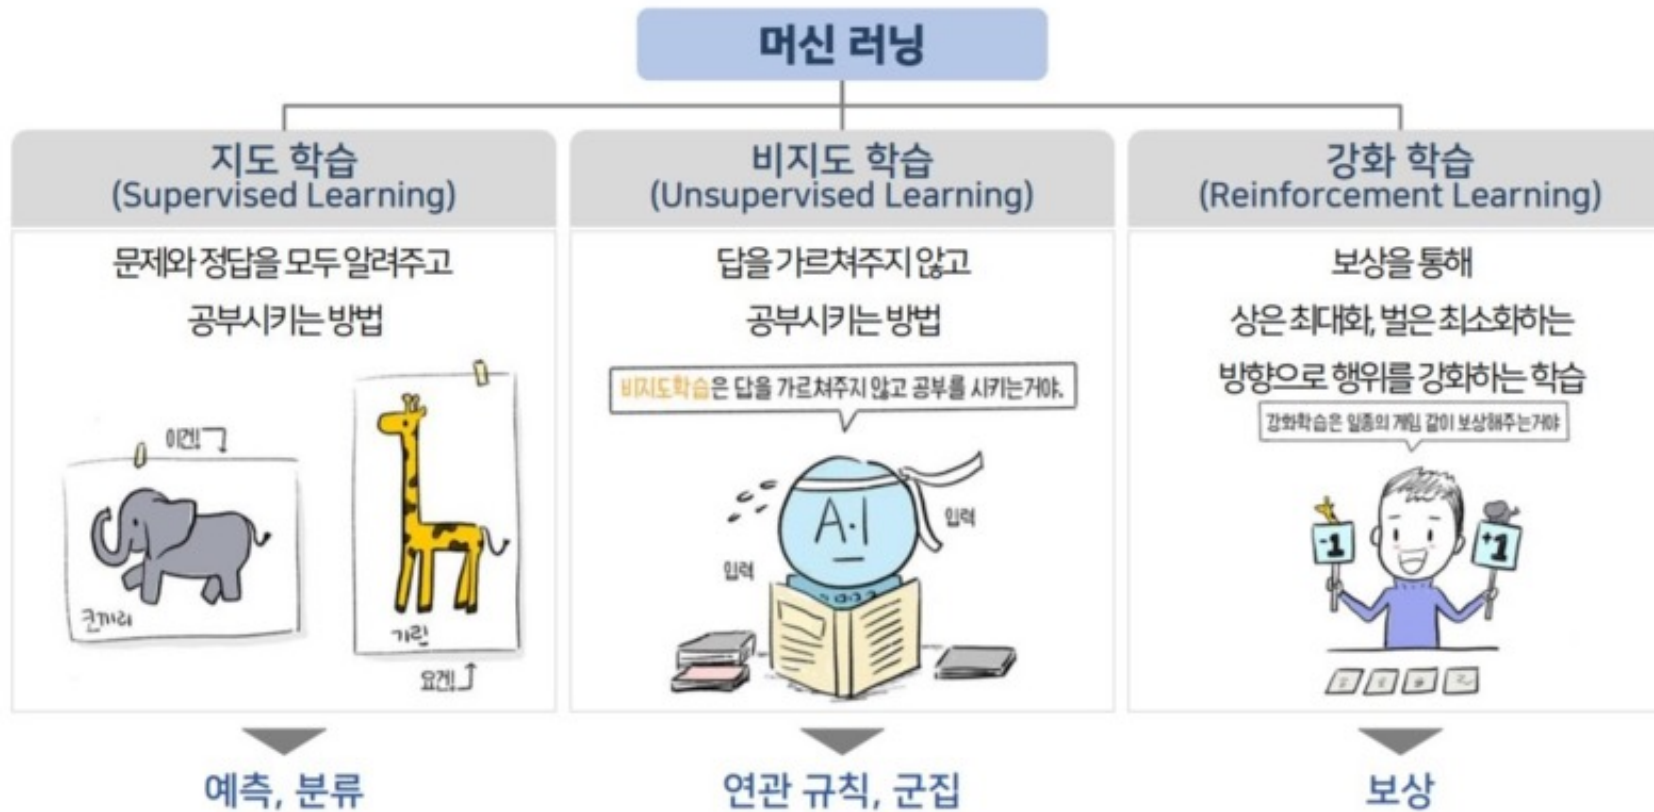 머신 러닝
지도 학습
(Supervised Learning)
문제와 정답을 모두 알려주고
공부시키는 방법
이건!
코끼리
기린
요건!
예측, 분류
비지도 학습
(Unsupervised Learning)
답을 가르쳐주지 않고
공부시키는 방법
비지도학습은 답을 가르쳐주지 않고 공부를 시키는거야.
A.I
입력
입력
연관 규칙, 군집
강화 학습
(Reinforcement Learning)
보상을 통해
상은 최대화, 벌은 최소화하는
방향으로 행위를 강화하는 학습
강화학습은 일종의 게임 같이 보상해주는거야
-1
+1
보상